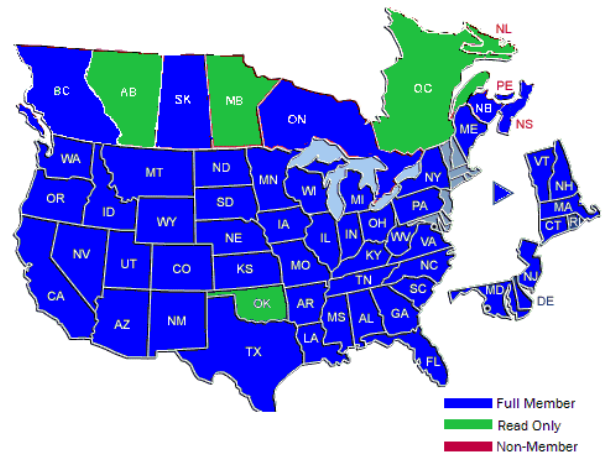 NL
BC
AB
SK
MB
ON
QC
PE
NB
NS
ME
WA
MT
ND
MN
WI
MI
NY
VT
NH
OR
ID
WY
SD
IA
IL
IN
OH
PA
MA
CT
RI
NV
UT
CO
NE
KS
MO
KY
WV
VA
NJ
MD
DE
CA
AZ
NM
OK
AR
TN
NC
SC
TX
LA
MS
AL
GA
FL
Full Member
Read Only
Non-Member